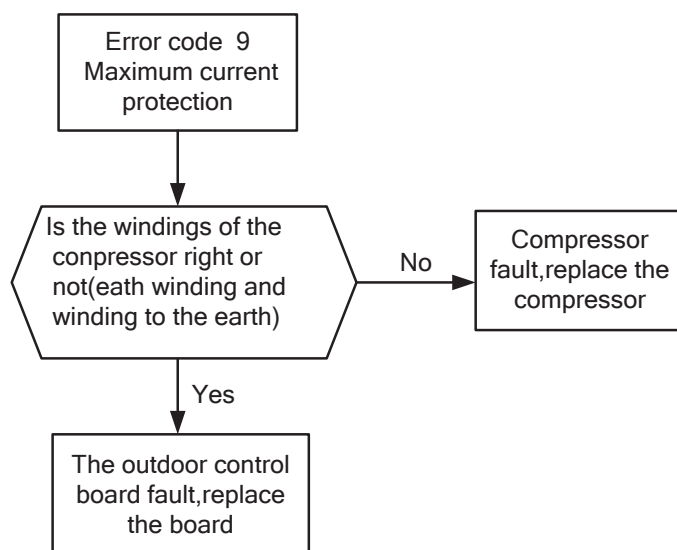 Error code 9
Maximum current
protection
Is the windings of the
conpressor right or
not(eath winding and
winding to the earth)
No
Compressor
fault,replace the
compressor
Yes
The outdoor control
board fault,replace
the board